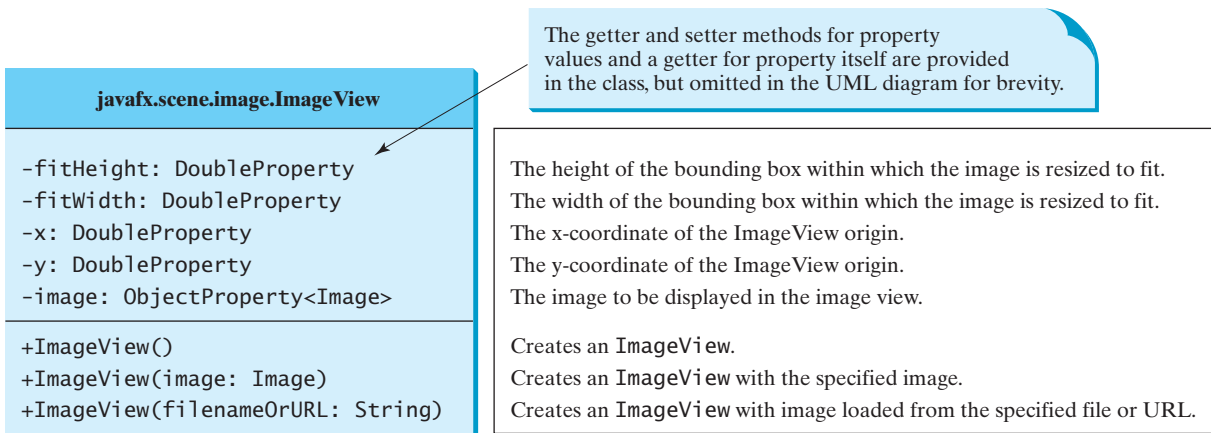 The getter and setter methods for property
values and a getter for property itself are provided
in the class, but omitted in the UML diagram for brevity.
javafx.scene.image.ImageView
-fitHeight: DoubleProperty
-fitWidth: DoubleProperty
-x: DoubleProperty
-y: DoubleProperty
-image: ObjectProperty<Image>
The height of the bounding box within which the image is resized to fit.
The width of the bounding box within which the image is resized to fit.
The x-coordinate of the ImageView origin.
The y-coordinate of the ImageView origin.
The image to be displayed in the image view.
+ImageView()
+ImageView(image: Image)
+ImageView(filenameOrURL: String)
Creates an ImageView.
Creates an ImageView with the specified image.
Creates an ImageView with image loaded from the specified file or URL.